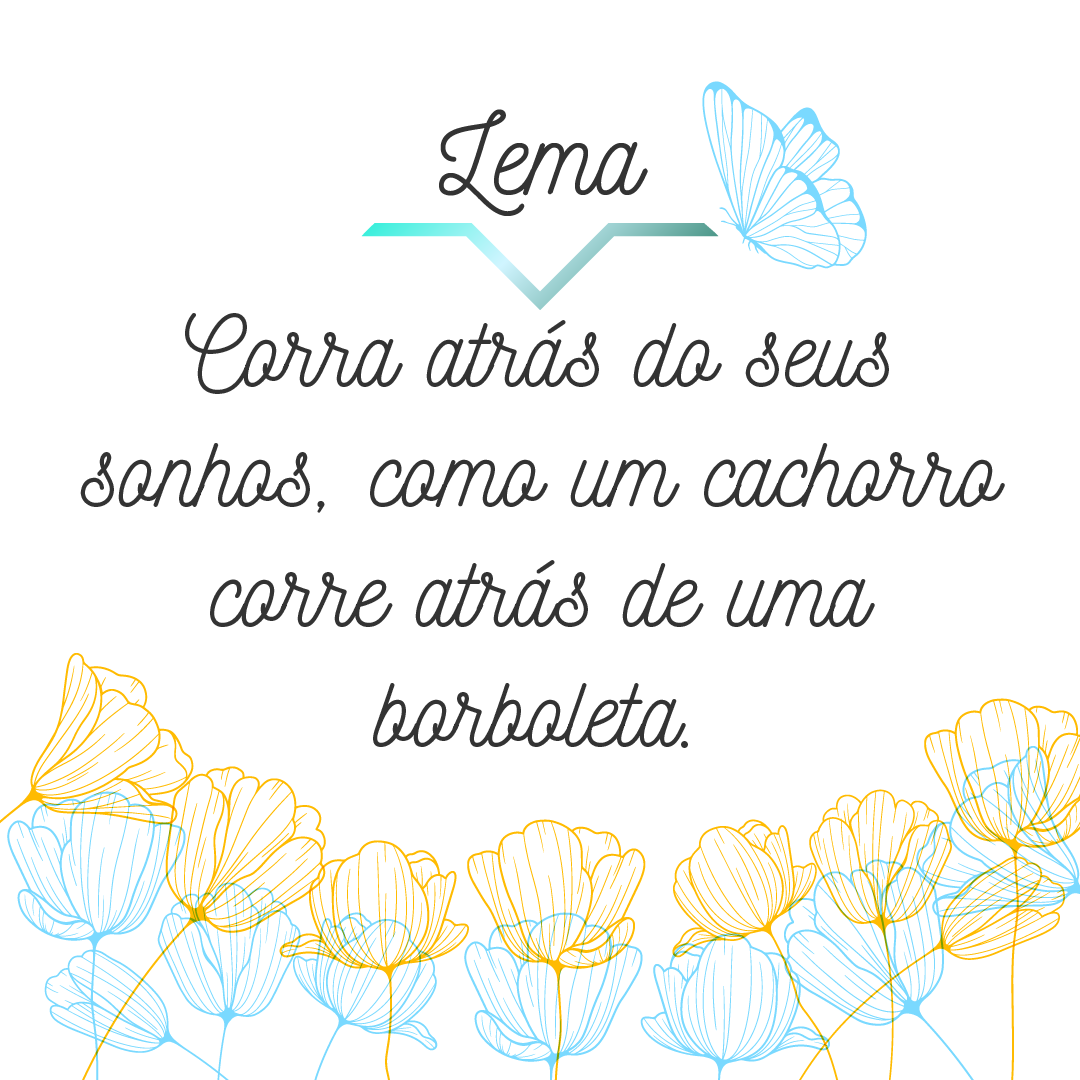 Lema
Corra atrás do seus
sonhos, como um cachorro
corre atrás de uma
borboleta.